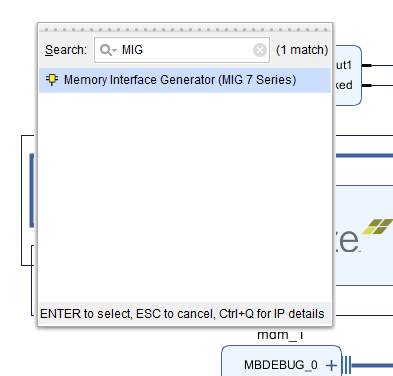 Search: MIG (1 match)
Memory Interface Generator (MIG 7 Series)
ut1
ked
ze
ENTER to select, ESC to cancel, Ctrl+Q for IP details
mdm_1
MBDEBUG_0